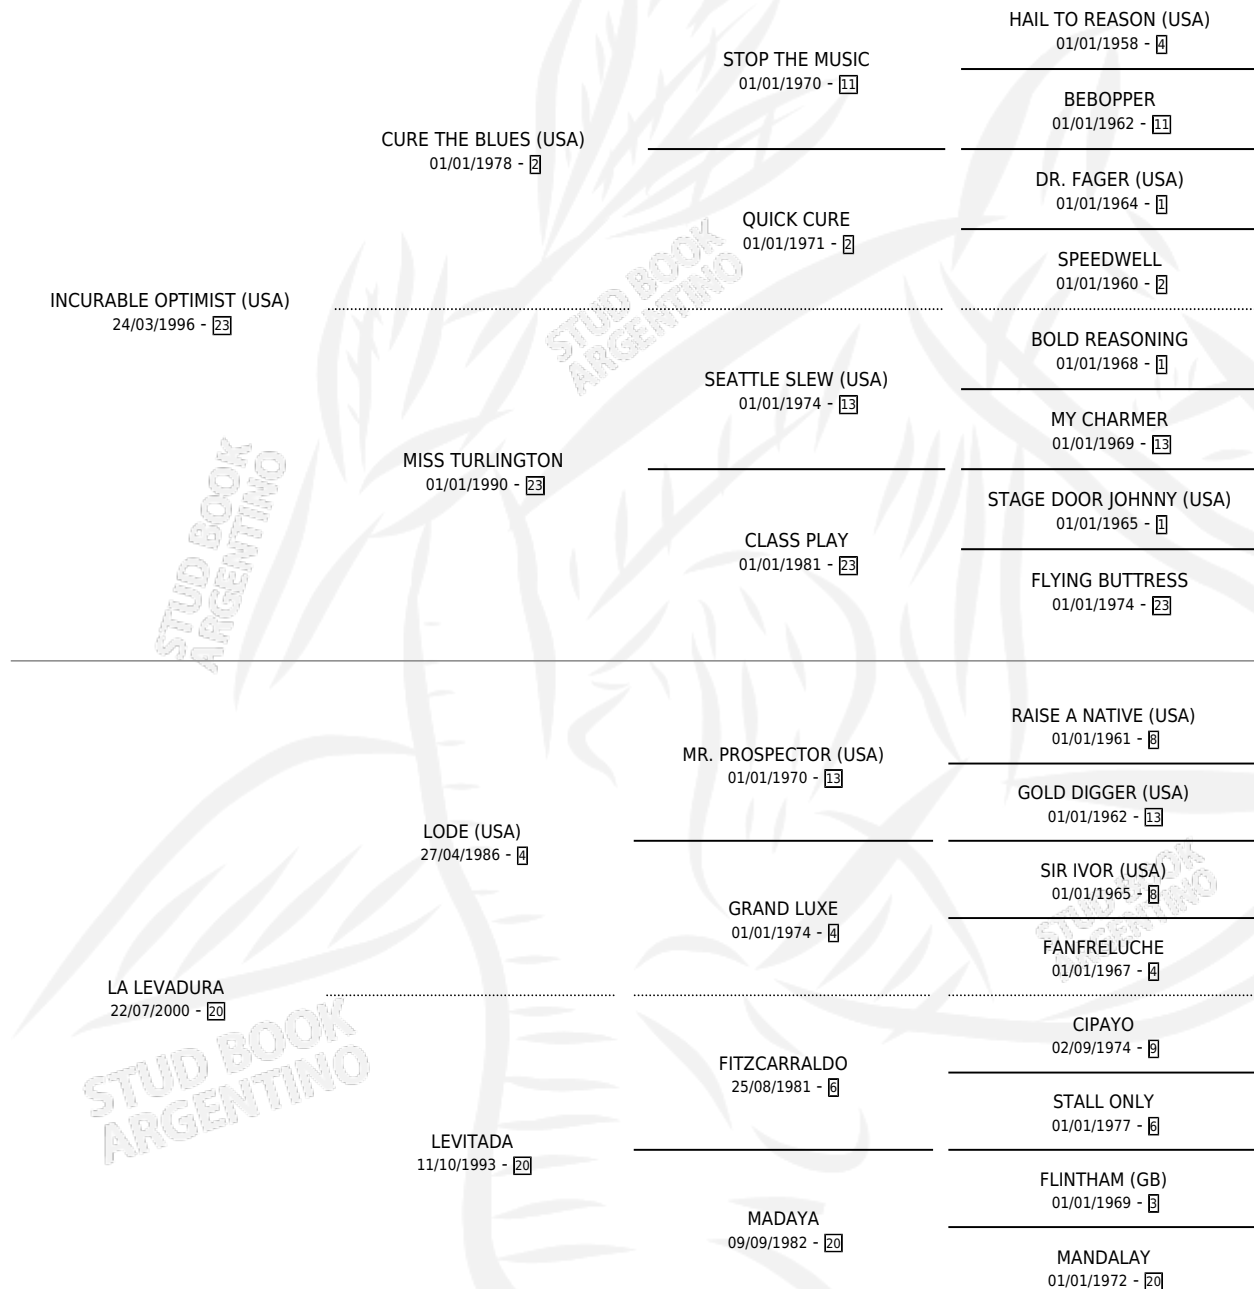 HAIL TO REASON (USA)
01/01/1958 - 4
STOP THE MUSIC
01/01/1970 - 11
BEBOPPER
01/01/1962 - 11
CURE THE BLUES (USA)
01/01/1978 - 2
DR. FAGER (USA)
01/01/1964 - 1
QUICK CURE
01/01/1971 - 2
SPEEDWELL
01/01/1960 - 2
INCURABLE OPTIMIST (USA)
24/03/1996 - 23
BOLD REASONING
01/01/1968 - 1
SEATTLE SLEW (USA)
01/01/1974 - 13
MY CHARMER
01/01/1969 - 13
MISS TURLINGTON
01/01/1990 - 23
STAGE DOOR JOHNNY (USA)
01/01/1965 - 1
CLASS PLAY
01/01/1981 - 23
FLYING BUTTRESS
01/01/1974 - 23
STUD BOOK
ARGENTINO
STUD BOOK
ARGENTINO
RAISE A NATIVE (USA)
01/01/1961 - 8
MR. PROSPECTOR (USA)
01/01/1970 - 13
GOLD DIGGER (USA)
01/01/1962 - 13
LODE (USA)
27/04/1986 - 4
SIR IVOR (USA)
01/01/1965 - 8
GRAND LUXE
01/01/1974 - 4
FANFRELUCHE
01/01/1967 - 4
LA LEVADURA
22/07/2000 - 20
CIPAYO
02/09/1974 - 9
FITZCARRALDO
25/08/1981 - 6
STALL ONLY
01/01/1977 - 6
LEVITADA
11/10/1993 - 20
FLINTHAM (GB)
01/01/1969 - 3
MADAYA
09/09/1982 - 20
MANDALAY
01/01/1972 - 20
STUD BOOK
ARGENTINO
STUD BOOK
ARGENTINO